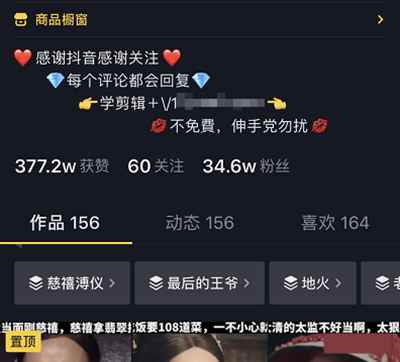 商品橱窗
感谢抖音感谢关注
每个评论都会回复
学剪辑＋\/1
不免費，伸手党勿扰
377.2w 获赞 60 关注 34.6w 粉丝
作品 156 动态 156 喜欢 164
慈禧溥仪 最后的王爷 地火
当面刚慈禧，慈禧拿翡翠 饭要108道菜，一不小心 清的太监不好当啊，太狠
置顶